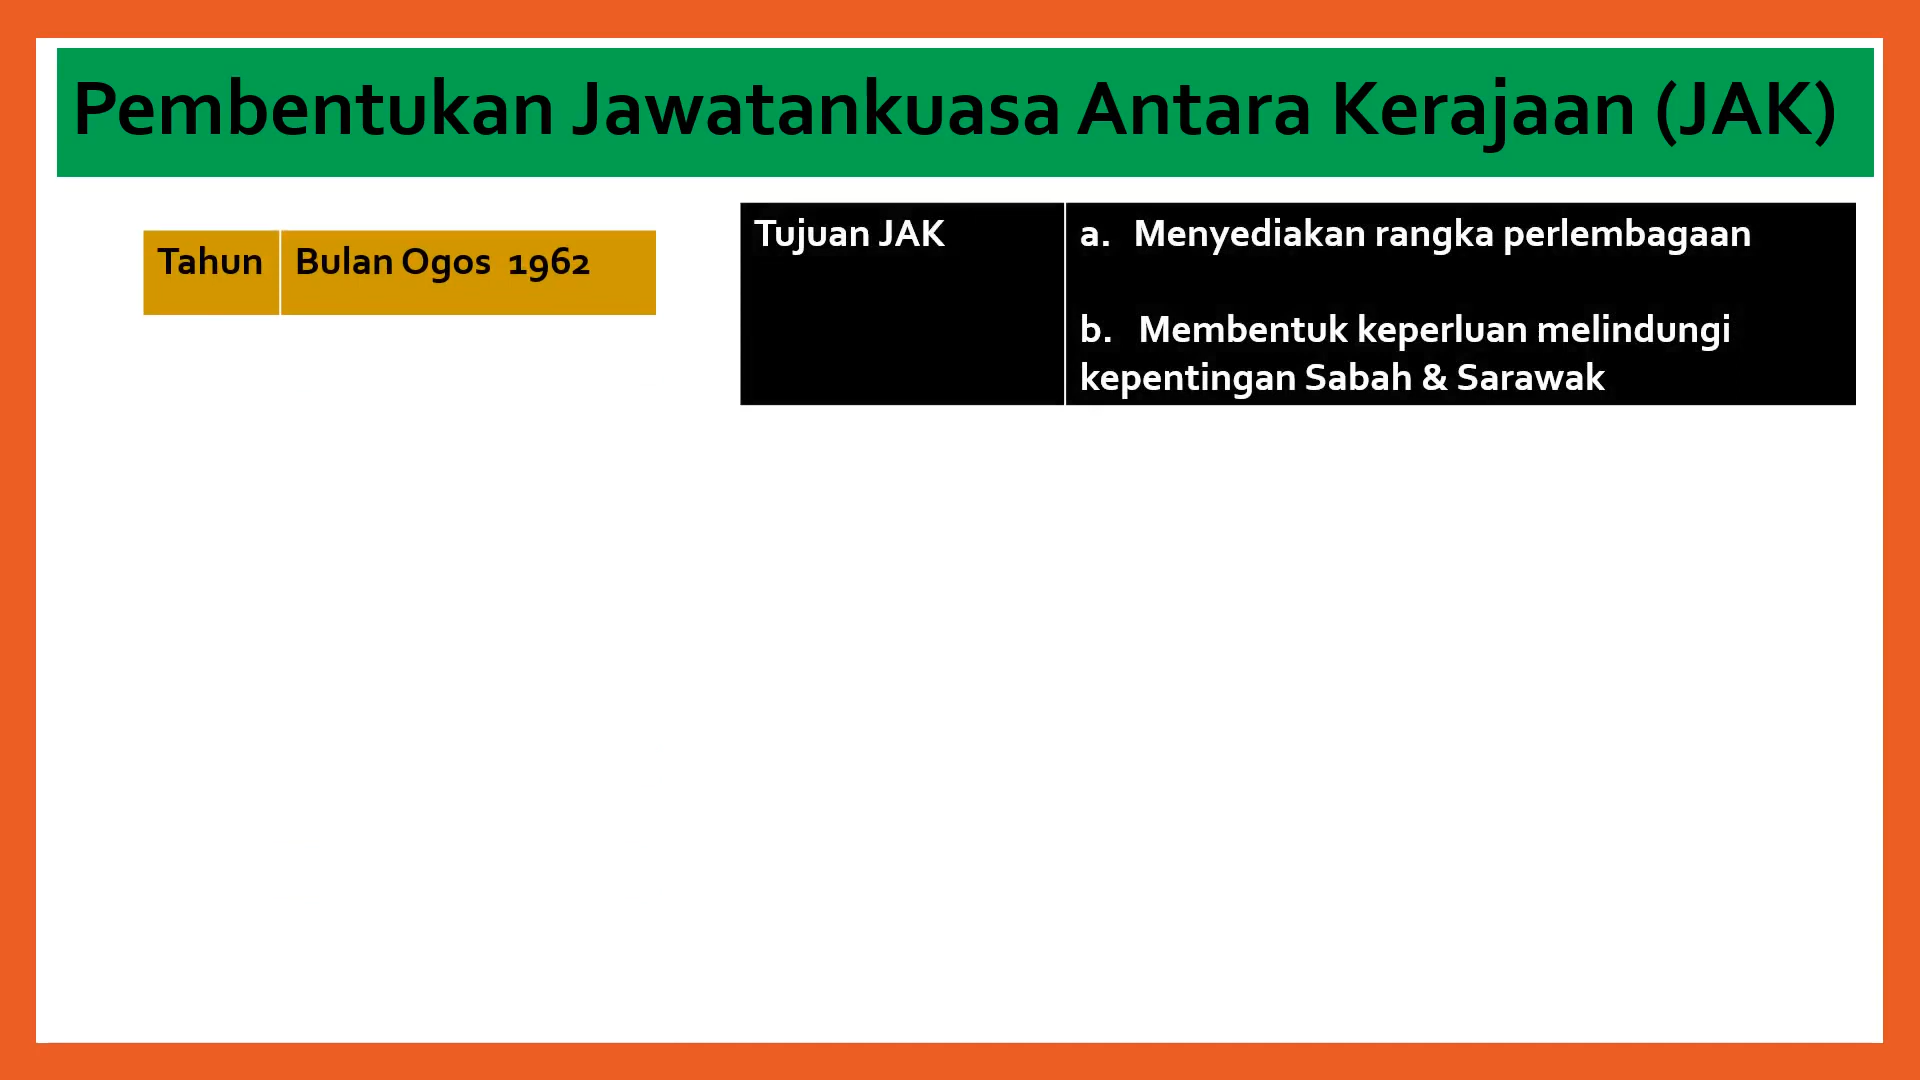 Pembentukan Jawatankuasa Antara Kerajaan (JAK)
Tahun Bulan Ogos 1962
Tujuan JAK
a. Menyediakan rangka perlembagaan
b. Membentuk keperluan melindungi
kepentingan Sabah & Sarawak